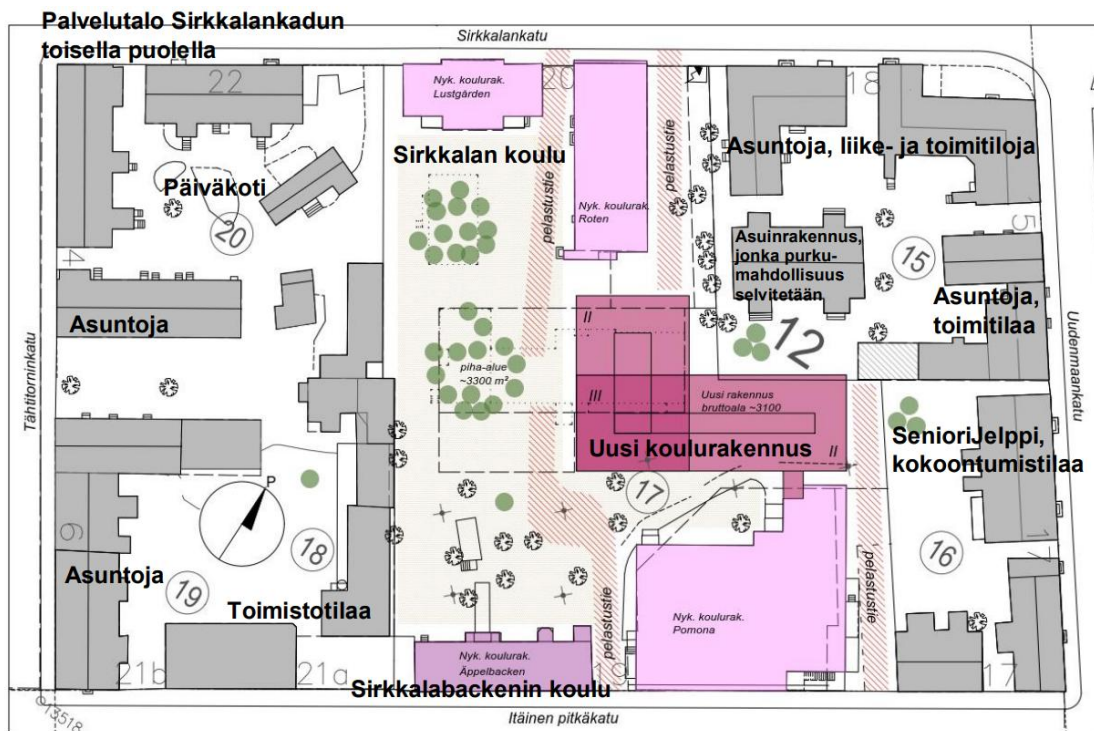 Palvelutalo Sirkkalankadun
toisella puolella
Sirkkalankatu
22
Nyk. koulurak.
Lustgården
20
18
Sirkkalan koulu
pelastustie
pelastustie
Asuntoja, liike- ja toimitiloja
Päiväkoti
20
Nyk. koulurak.
Roten
Asuinrakennus,
jonka purku-
mahdollisuus
selvitetään
15
5
4
Asuntoja
Asuntoja,
toimitilaa
12
II
piha-alue
~3300 m²
III
Uusi rakennus
bruttoala ~3100
Uusi koulurakennus
II
SenioriJelppi,
kokoontumistilaa
Tähtitorninkatu
Uudenmaankatu
P
17
6
18
16
Asuntoja
19
Toimistotilaa
pelastustie
pelastustie
Nyk. koulurak.
Pomona
Nyk. koulurak.
Äppelbacken
21b
21a
19
17
Sirkkalabackenin koulu
Itäinen pitkäkatu
013518